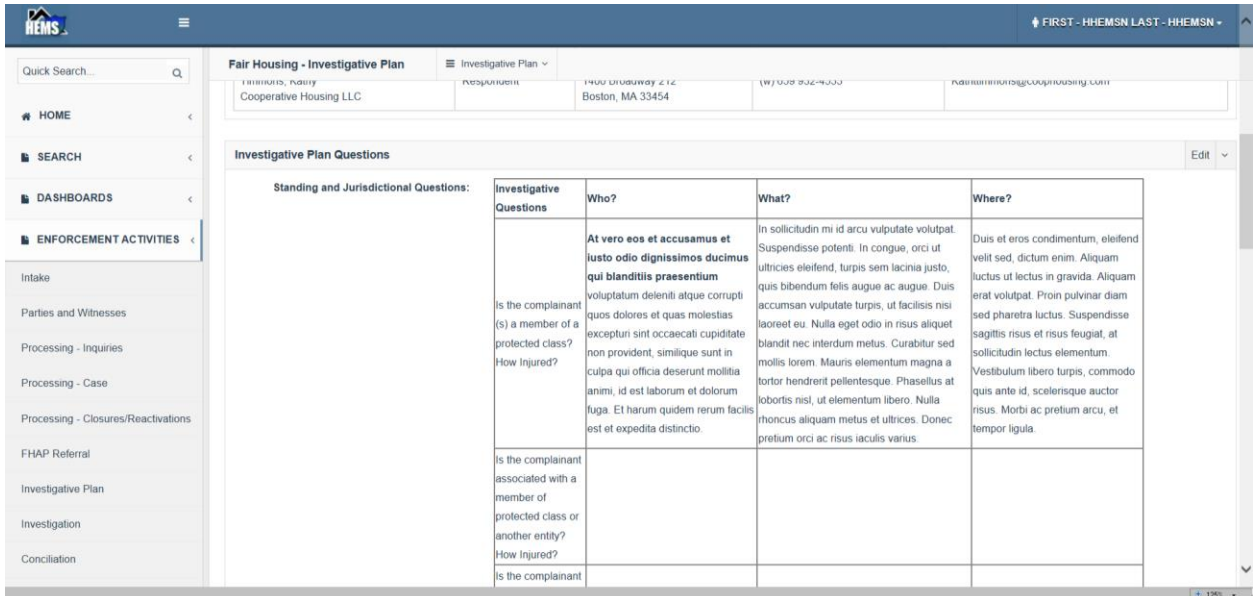 HEMS
FIRST - HHEMSN LAST - HHEMSN
Quick Search...
HOME
SEARCH
DASHBOARDS
ENFORCEMENT ACTIVITIES
Intake
Parties and Witnesses
Processing - Inquiries
Processing - Case
Processing - Closures/Reactivations
FHAP Referral
Investigative Plan
Investigation
Conciliation
Fair Housing - Investigative Plan
Investigative Plan
Timmons, Kathy
Cooperative Housing LLC
Respondent
1400 Broadway 212
Boston, MA 33454
Investigative Plan Questions
Edit
Standing and Jurisdictional Questions:
Investigative
Questions
Who?
What?
Where?
Is the complainant
(s) a member of a
protected class?
How Injured?
At vero eos et accusamus et
iusto odio dignissimos ducimus
qui blanditiis praesentium
voluptatum deleniti atque corrupti
quos dolores et quas molestias
excepturi sint occaecati cupiditate
non provident, similique sunt in
culpa qui officia deserunt mollitia
animi, id est laborum et dolorum
fuga. Et harum quidem rerum facilis
est et expedita distinctio.
In sollicitudin mi id arcu vulputate volutpat.
Suspendisse potenti. In congue, orci ut
ultricies eleifend, turpis sem lacinia justo,
quis bibendum felis augue ac augue. Duis
accumsan vulputate turpis, ut facilisis nisi
laoreet eu. Nulla eget odio in risus aliquet
blandit nec interdum metus. Curabitur sed
mollis lorem. Mauris elementum magna a
tortor hendrerit pellentesque. Phasellus at
lobortis nisl, ut elementum libero. Nulla
rhoncus aliquam metus et ultrices. Donec
pretium orci ac risus iaculis varius.
Duis et eros condimentum, eleifend
velit sed, dictum enim. Aliquam
luctus ut lectus in gravida. Aliquam
erat volutpat. Proin pulvinar diam
sed pharetra luctus. Suspendisse
sagittis risus et risus feugiat, at
sollicitudin lectus elementum.
Vestibulum libero turpis, commodo
quis ante id, scelerisque auctor
risus. Morbi ac pretium arcu, et
tempor ligula.
Is the complainant
associated with a
member of
protected class or
another entity?
How Injured?
Is the complainant
125%